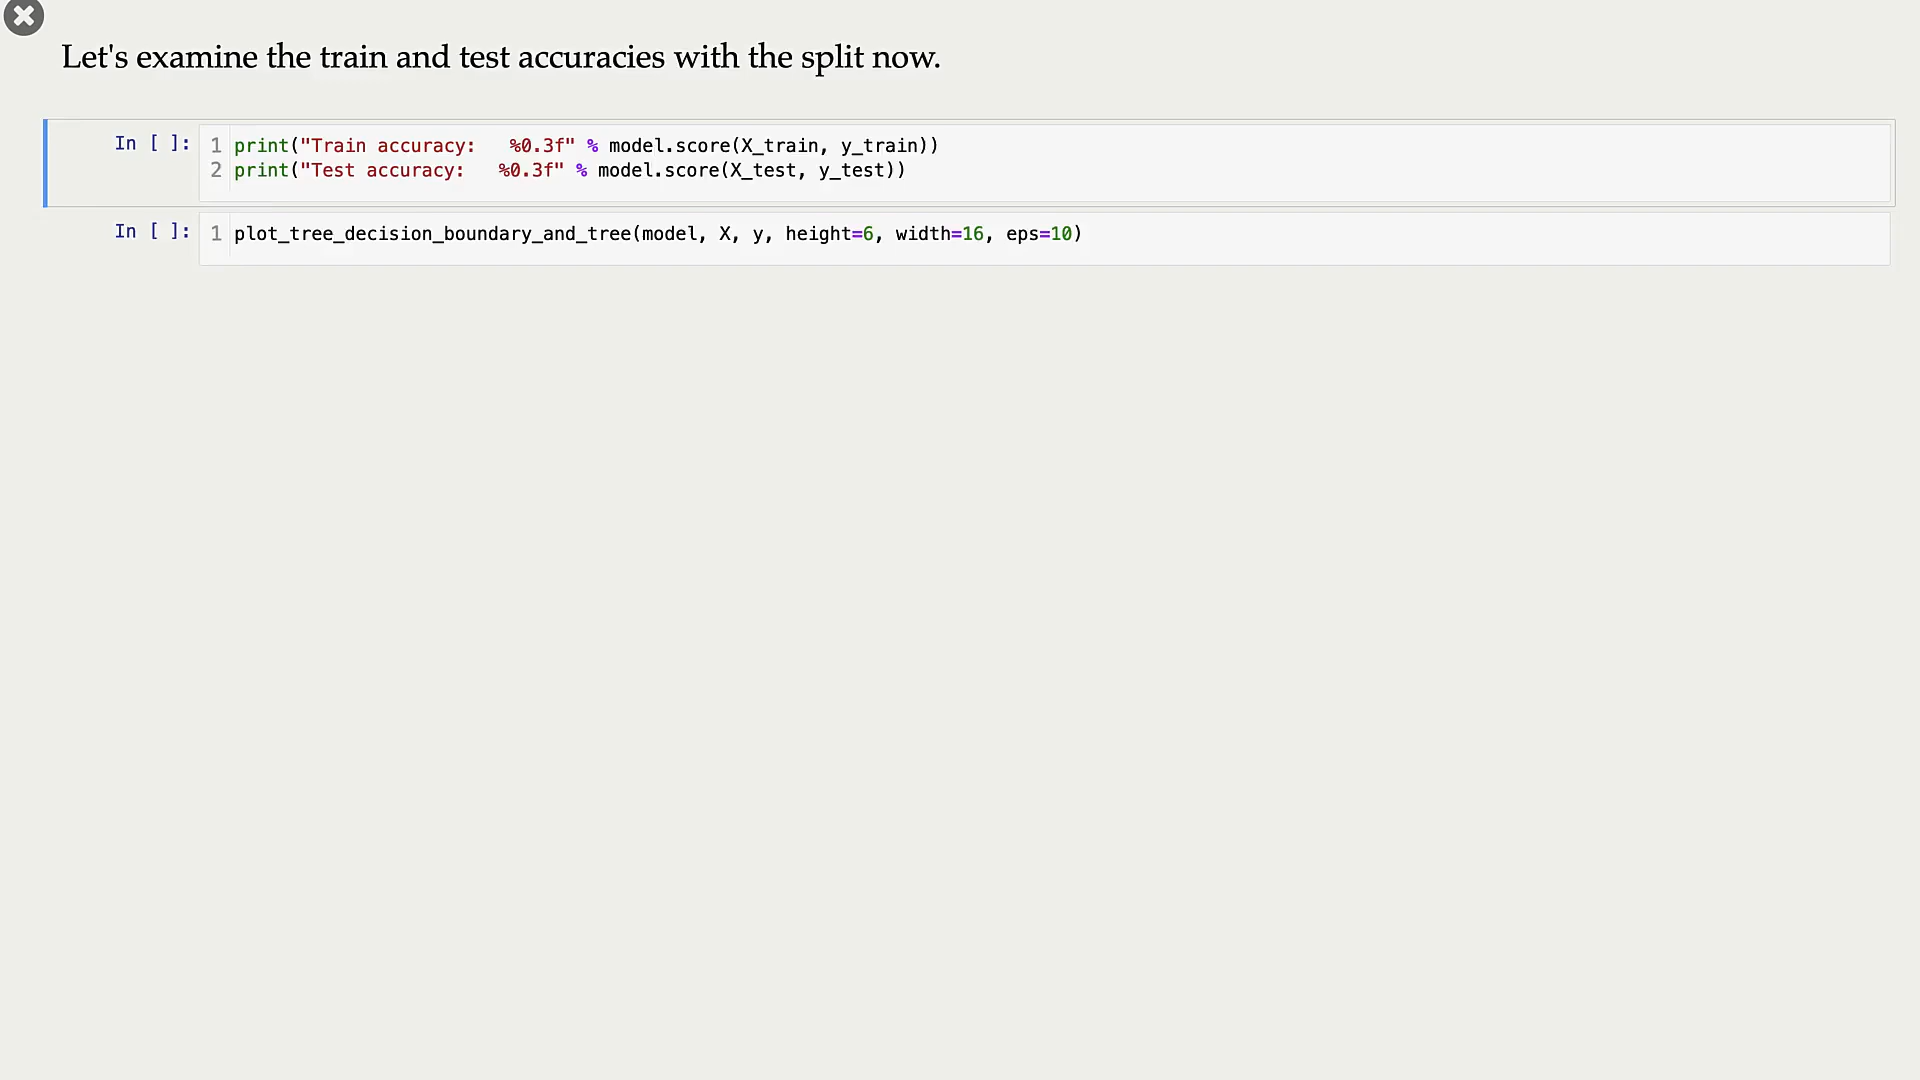 Let's examine the train and test accuracies with the split now.
In [ ]:
1 print("Train accuracy:   %0.3f" % model.score(X_train, y_train))
2 print("Test accuracy:   %0.3f" % model.score(X_test, y_test))
In [ ]:
1 plot_tree_decision_boundary_and_tree(model, X, y, height=6, width=16, eps=10)